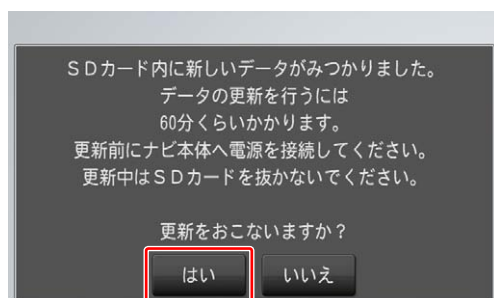 ＳＤカード内に新しいデータがみつかりました。
データの更新を行うには
60分くらいかかります。
更新前にナビ本体へ電源を接続してください。
更新中はＳＤカードを抜かないでください。
更新をおこないますか？
はい いいえ